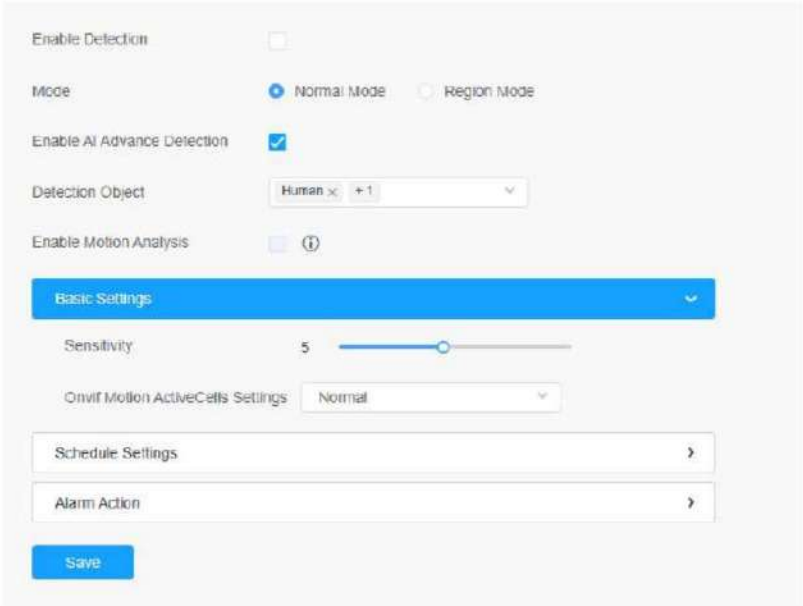 Enable Detection
Mode Normal Mode Region Mode
Enable AI Advance Detection
Detection Object Human × + 1
Enable Motion Analysis
Basic Settings
Sensitivity 5
Onvif Motion ActiveCells Settings Normal
Schedule Settings
Alarm Action
Save